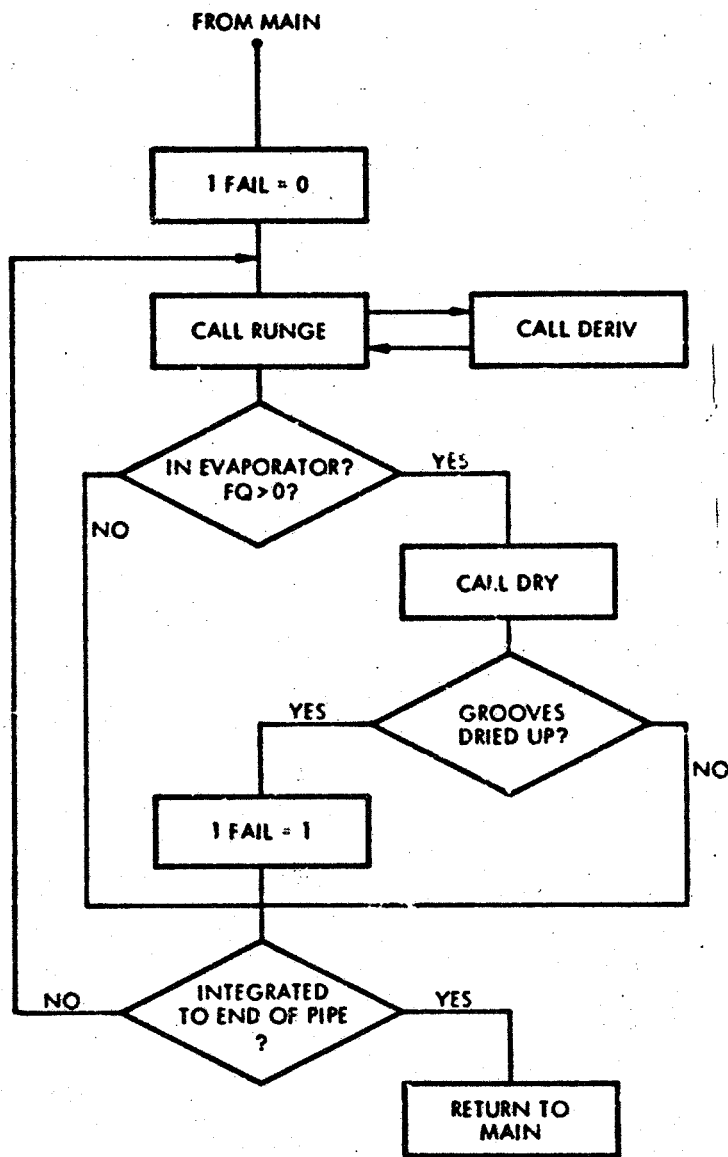 FROM MAIN
1 FAIL = 0
CALL RUNGE
CALL DERIV
IN EVAPORATOR?
FQ>0?
YES
NO
CALL DRY
GROOVES
DRIED UP?
YES
NO
1 FAIL = 1
INTEGRATED
TO END OF PIPE
?
NO
YES
RETURN TO
MAIN